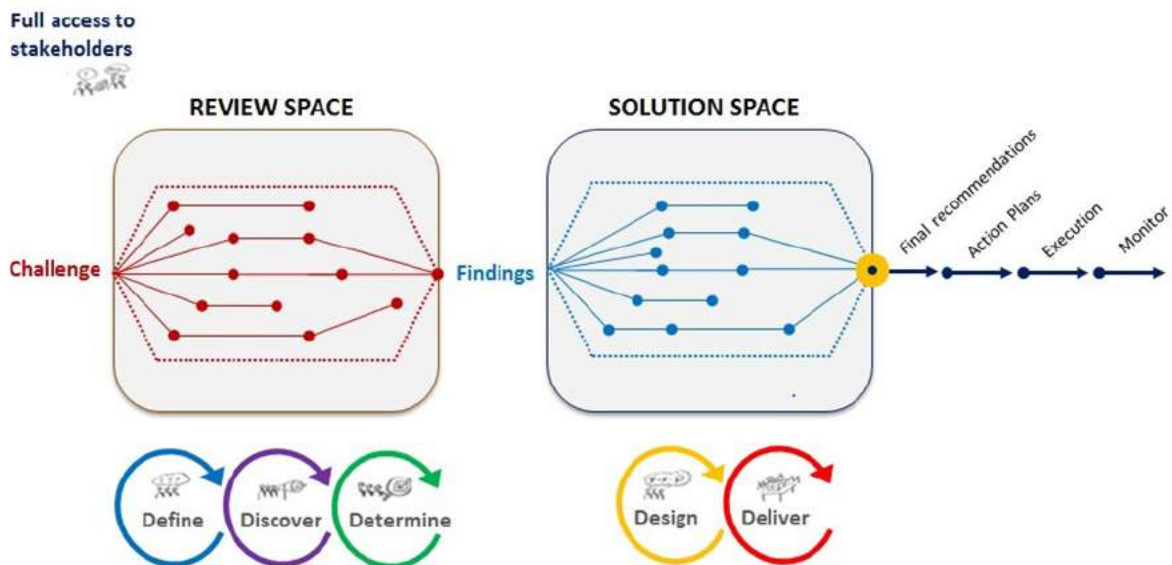 Full access to
stakeholders
REVIEW SPACE
SOLUTION SPACE
Challenge
Findings
Final recommendations
Action Plans
Execution
Monitor
Define
Discover
Determine
Design
Deliver